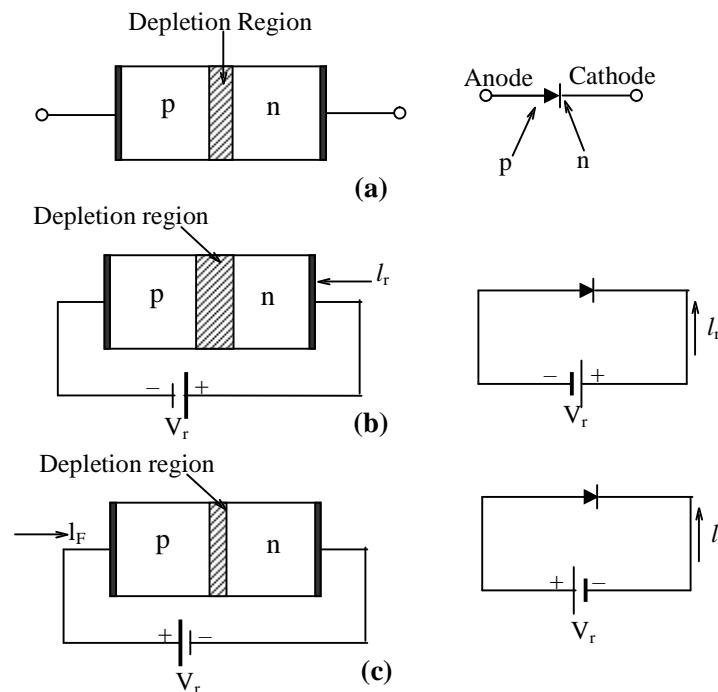 Depletion Region
p n
Anode Cathode
p n
(a)
Depletion region
p n
lr
– +
Vr
lr
– +
Vr
(b)
Depletion region
lF
p n
+ –
Vr
l
+ –
Vr
(c)